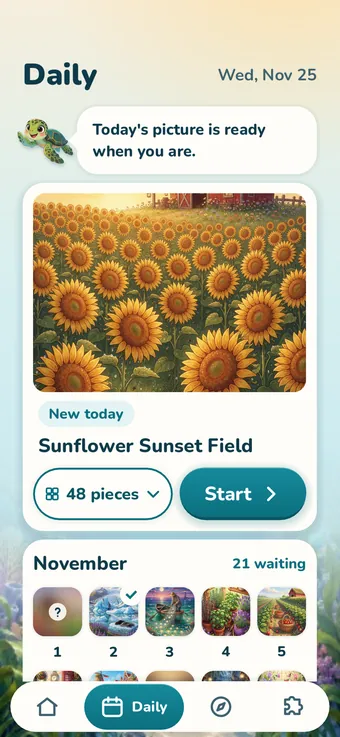 Daily
Wed, Nov 25
Today's picture is ready
when you are.
New today
Sunflower Sunset Field
48 pieces
Start
November
21 waiting
?
1
2
3
4
5
Daily